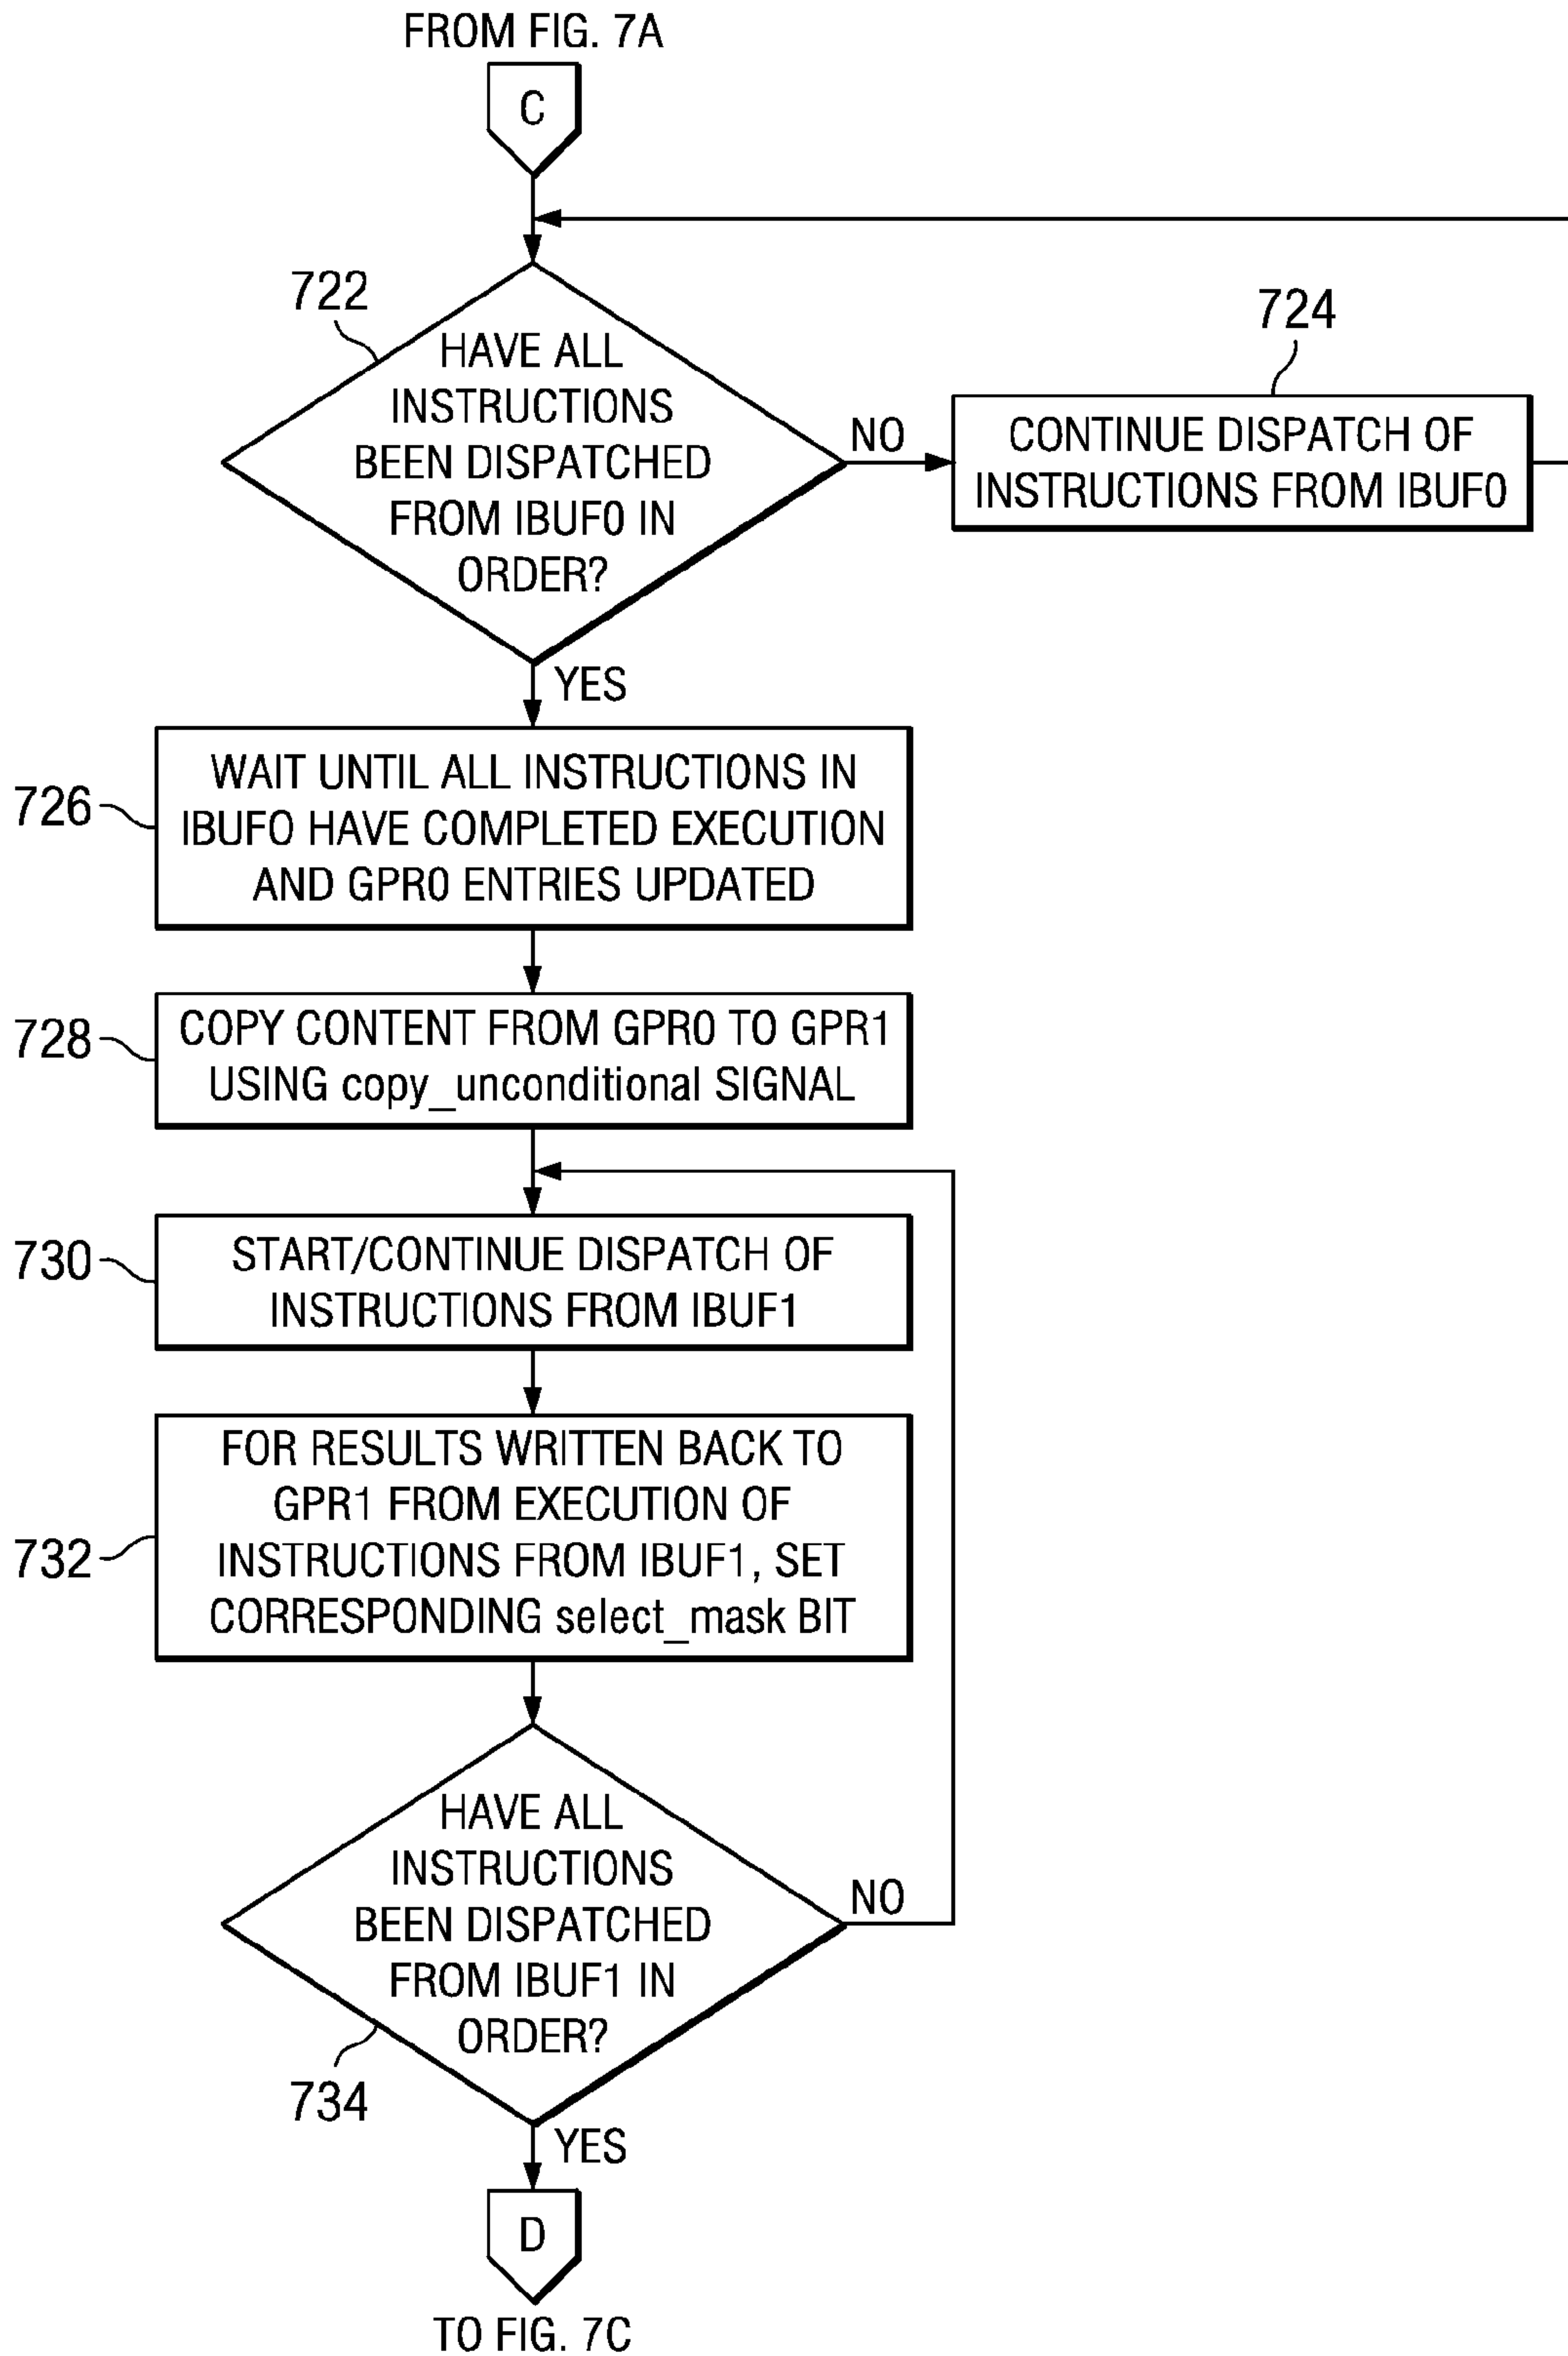 FROM FIG. 7A
C
722
HAVE ALL
INSTRUCTIONS
BEEN DISPATCHED
FROM IBUF0 IN
ORDER?
NO
724
CONTINUE DISPATCH OF
INSTRUCTIONS FROM IBUF0
YES
726
WAIT UNTIL ALL INSTRUCTIONS IN
IBUFO HAVE COMPLETED EXECUTION
AND GPR0 ENTRIES UPDATED
728
COPY CONTENT FROM GPR0 TO GPR1
USING copy_unconditional SIGNAL
730
START/CONTINUE DISPATCH OF
INSTRUCTIONS FROM IBUF1
732
FOR RESULTS WRITTEN BACK TO
GPR1 FROM EXECUTION OF
INSTRUCTIONS FROM IBUF1, SET
CORRESPONDING select_mask BIT
HAVE ALL
INSTRUCTIONS
BEEN DISPATCHED
FROM IBUF1 IN
ORDER?
NO
734
YES
D
TO FIG. 7C